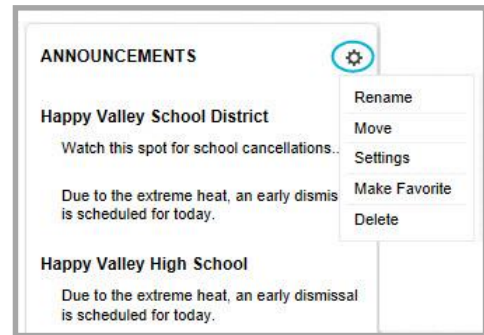 ANNOUNCEMENTS
Happy Valley School District
Watch this spot for school cancellations..
Due to the extreme heat, an early dismis
is scheduled for today.
Happy Valley High School
Due to the extreme heat, an early dismissal
is scheduled for today.
Rename
Move
Settings
Make Favorite
Delete